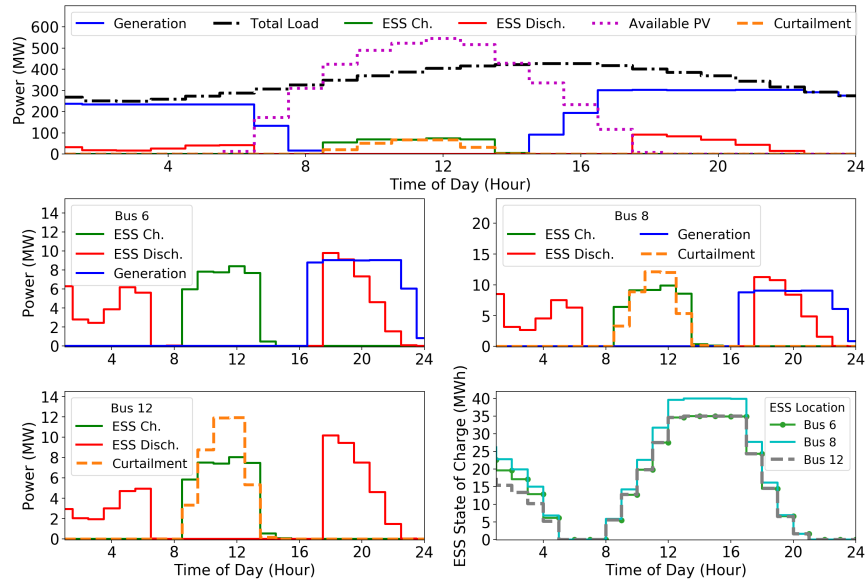 Generation Total Load ESS Ch. ESS Disch. Available PV Curtailment
600
500
400
300
200
100
0
Power (MW)
4 8 12 16 20 24
Time of Day (Hour)
Bus 6
ESS Ch.
ESS Disch.
Generation
14
12
10
8
6
4
2
0
Power (MW)
4 8 12 16 20 24
Bus 8
ESS Ch. Generation
ESS Disch. Curtailment
20
15
10
5
0
Power (MW)
4 8 12 16 20 24
Bus 12
ESS Ch.
ESS Disch.
Curtailment
14
12
10
8
6
4
2
0
Power (MW)
4 8 12 16 20 24
Time of Day (Hour)
ESS Location
Bus 6
Bus 8
Bus 12
40
35
30
25
20
15
10
5
0
ESS State of Charge (MWh)
4 8 12 16 20 24
Time of Day (Hour)